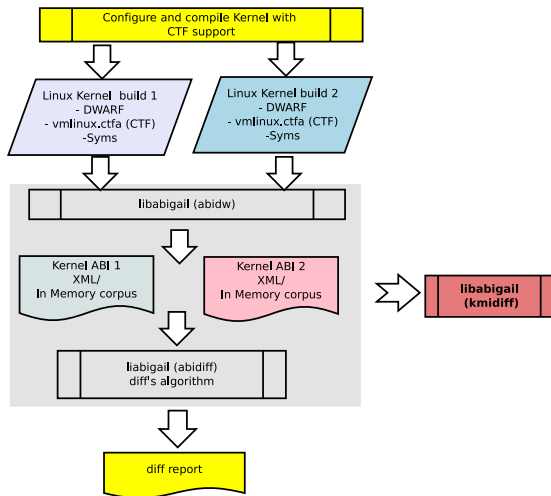 Configure and compile Kernel with
CTF support
Linux Kernel build 1
- DWARF
- vmlinux.ctfa (CTF)
-Syms
Linux Kernel build 2
- DWARF
- vmlinux.ctfa (CTF)
-Syms
libabigail (abidw)
Kernel ABI 1
XML/
In Memory corpus
Kernel ABI 2
XML/
In Memory corpus
libabigail
(kmidiff)
liabigail (abidiff)
diff's algorithm
diff report